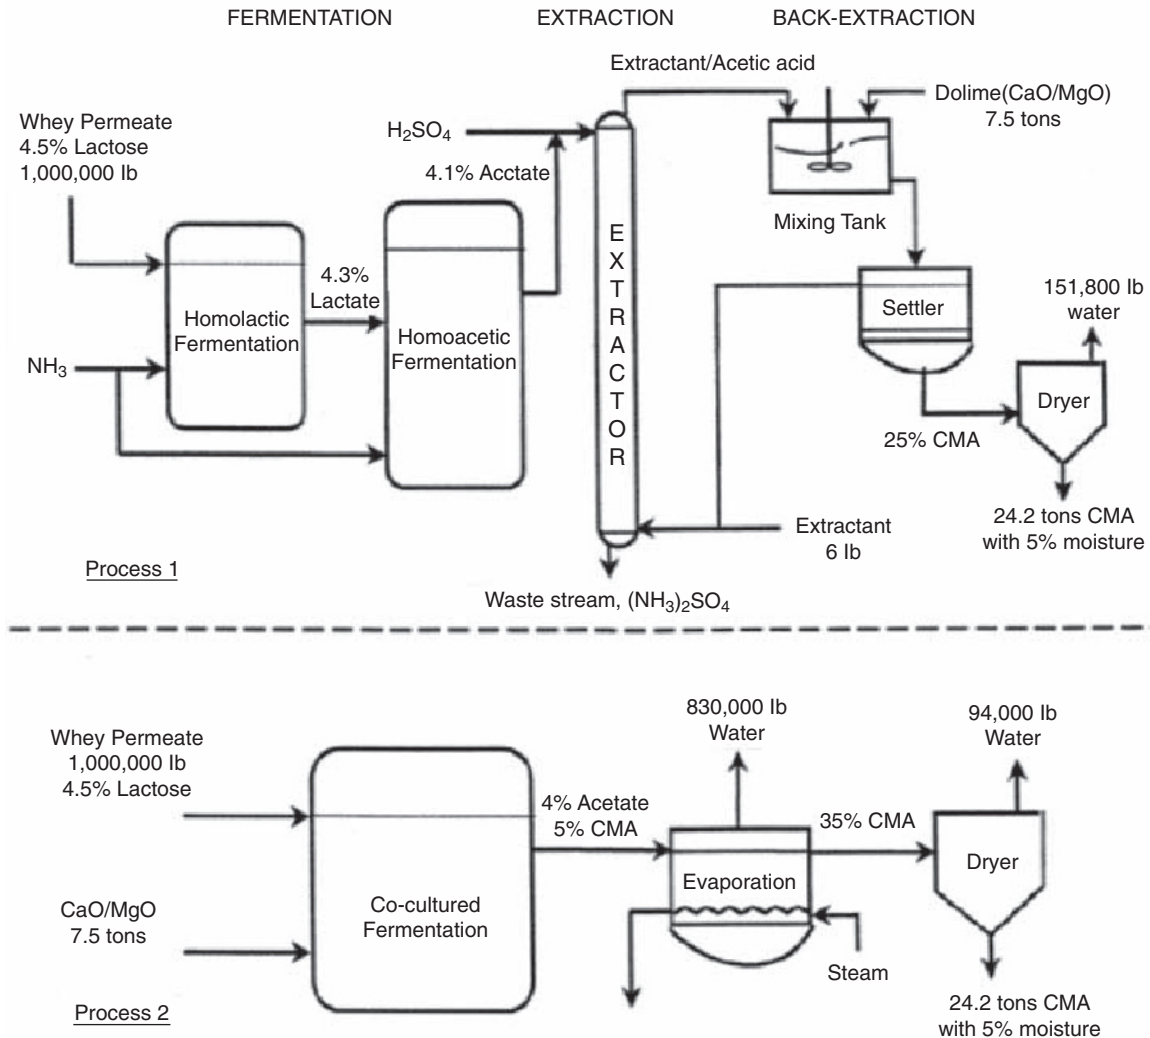 FERMENTATION
EXTRACTION
BACK-EXTRACTION
Extractant/Acetic acid
Dolime(CaO/MgO)
7.5 tons
Whey Permeate
4.5% Lactose
1,000,000 lb
H₂SO₄
4.1% Acctate
Mixing Tank
EXTRACTOR
4.3%
Lactate
Homolactic
Fermentation
Homoacetic
Fermentation
NH₃
Settler
151,800 lb
water
Dryer
25% CMA
24.2 tons CMA
with 5% moisture
Extractant
6 lb
Process 1
Waste stream, (NH₃)₂SO₄
830,000 lb
Water
94,000 lb
Water
Whey Permeate
1,000,000 lb
4.5% Lactose
4% Acetate
5% CMA
35% CMA
Evaporation
Dryer
CaO/MgO
7.5 tons
Co-cultured
Fermentation
Steam
Process 2
24.2 tons CMA
with 5% moisture